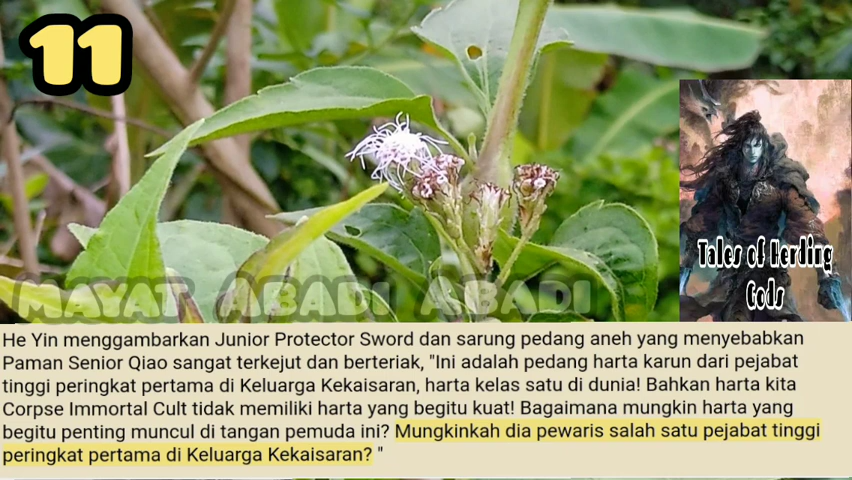 11
Tales of Herding
Gods
MAYAT ABADI ABADI
He Yin menggambarkan Junior Protector Sword dan sarung pedang aneh yang menyebabkan
Paman Senior Qiao sangat terkejut dan berteriak, "Ini adalah pedang harta karun dari pejabat
tinggi peringkat pertama di Keluarga Kekaisaran, harta kelas satu di dunia! Bahkan harta kita
Corpse Immortal Cult tidak memiliki harta yang begitu kuat! Bagaimana mungkin harta yang
begitu penting muncul di tangan pemuda ini? Mungkinkah dia pewaris salah satu pejabat tinggi
peringkat pertama di Keluarga Kekaisaran? "